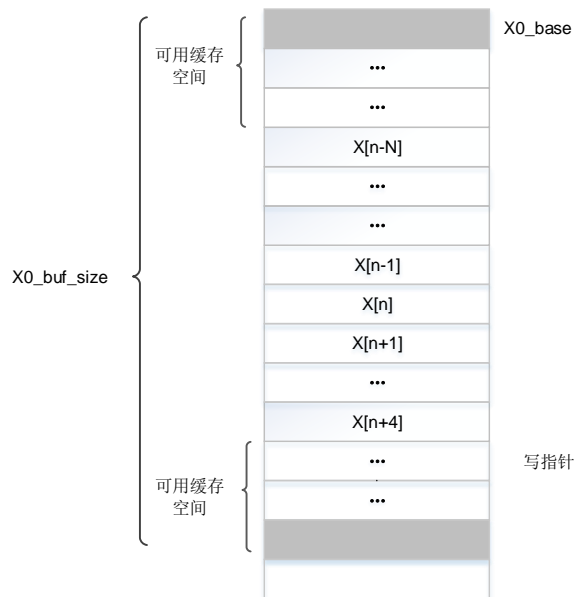 X0_base
可用缓存
空间
...
...
X[n-N]
...
...
X[n-1]
X0_buf_size
X[n]
X[n+1]
...
X[n+4]
...
写指针
可用缓存
空间
...